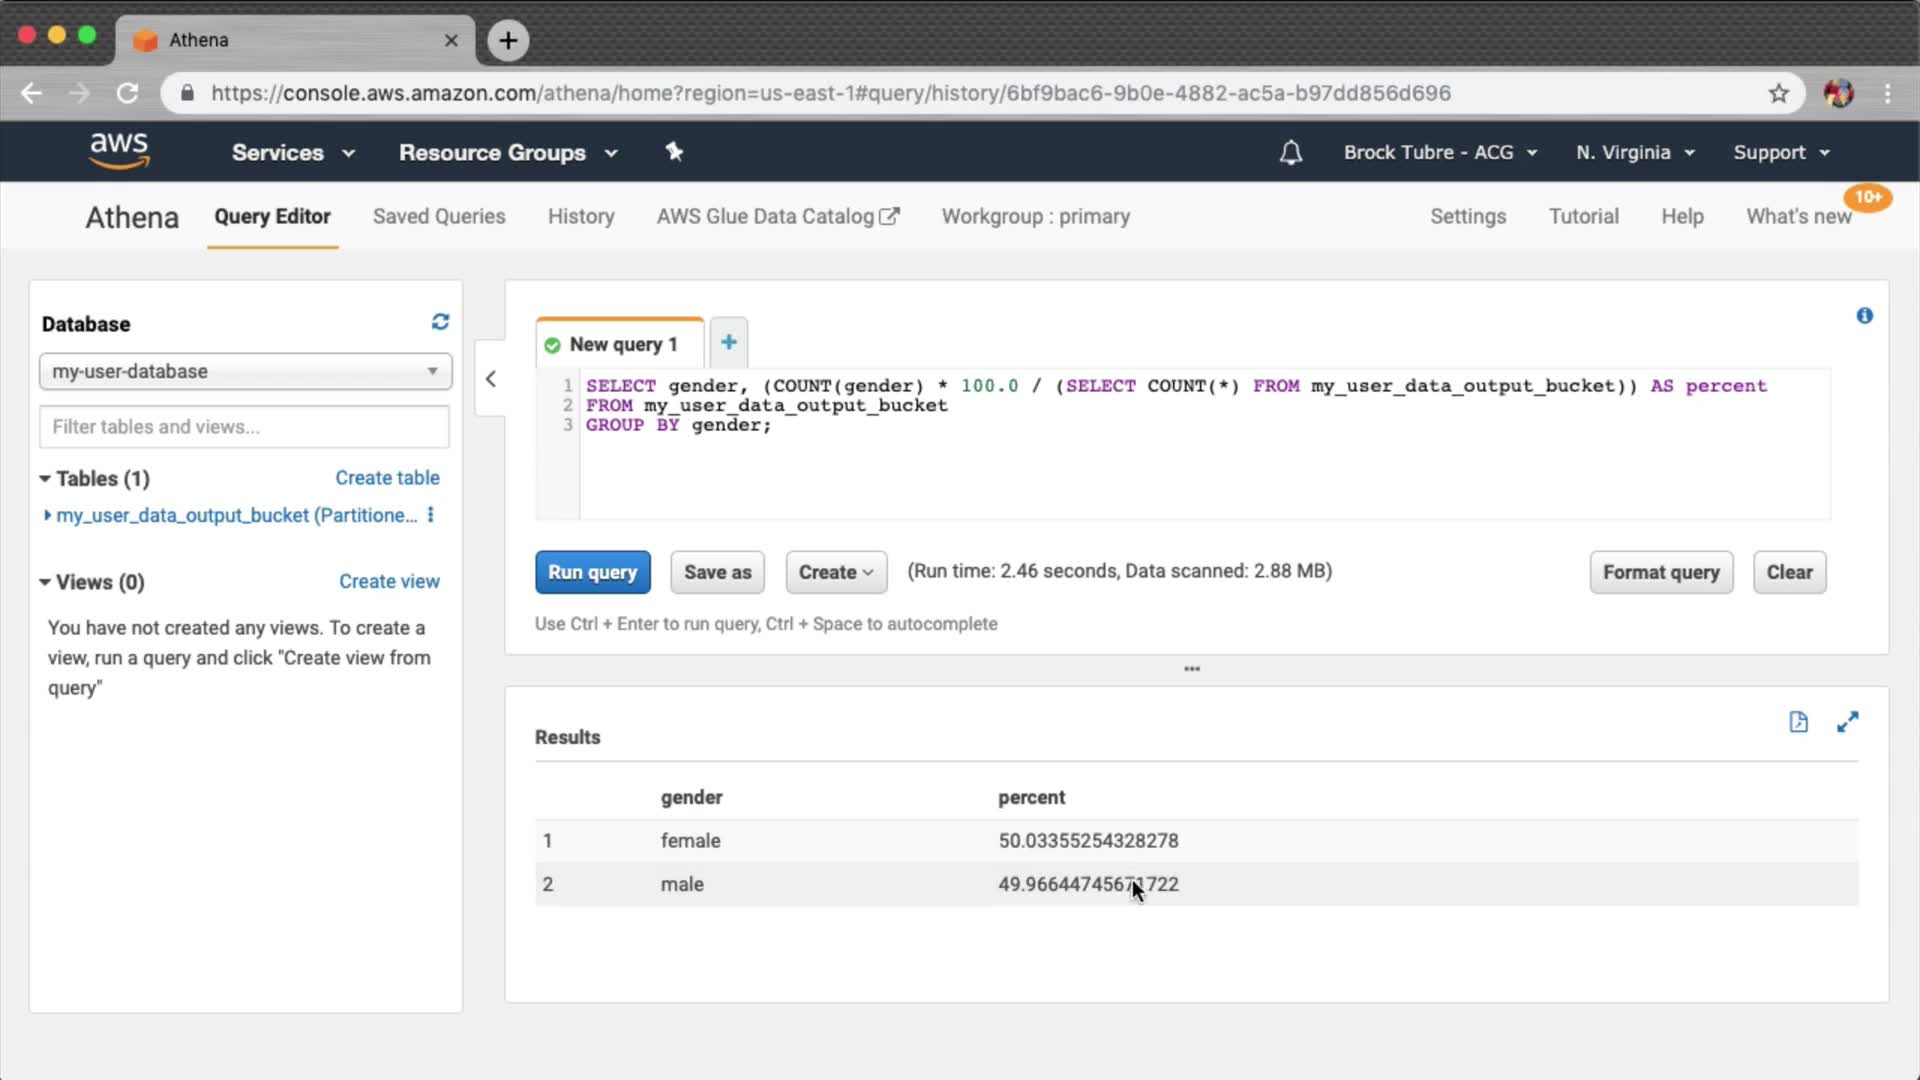 Athena
https://console.aws.amazon.com/athena/home?region=us-east-1#query/history/6bf9bac6-9b0e-4882-ac5a-b97dd856d696
aws Services Resource Groups Brock Tubre - ACG N. Virginia Support
Athena Query Editor Saved Queries History AWS Glue Data Catalog Workgroup : primary Settings Tutorial Help What's new 10+
Database
my-user-database
Filter tables and views...
Tables (1) Create table
my_user_data_output_bucket (Partitione...
Views (0) Create view
You have not created any views. To create a
view, run a query and click "Create view from
query"
New query 1
1 SELECT gender, (COUNT(gender) * 100.0 / (SELECT COUNT(*) FROM my_user_data_output_bucket)) AS percent
2 FROM my_user_data_output_bucket
3 GROUP BY gender;
Run query Save as Create (Run time: 2.46 seconds, Data scanned: 2.88 MB) Format query Clear
Use Ctrl + Enter to run query, Ctrl + Space to autocomplete
Results
gender percent
1 female 50.03355254328278
2 male 49.96644745671722